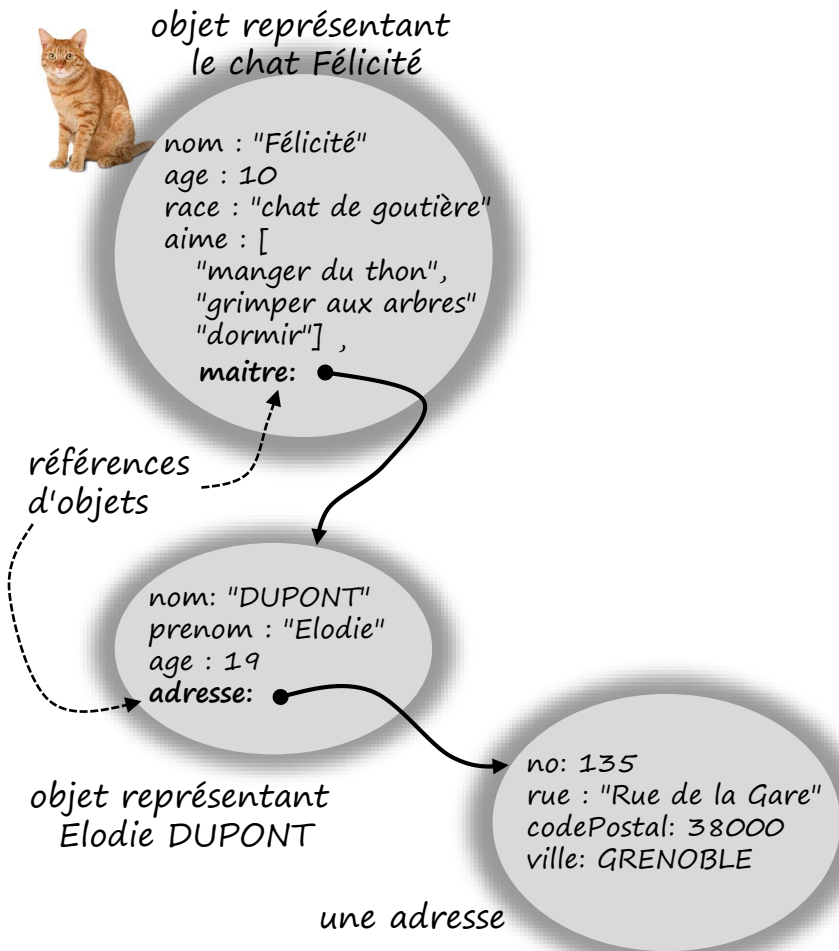 objet représentant
le chat Félicité
nom : "Félicité"
age : 10
race : "chat de goutière"
aime : [
"manger du thon",
"grimper aux arbres"
"dormir"] ,
maitre:
références
d'objets
nom: "DUPONT"
prenom : "Elodie"
age : 19
adresse:
objet représentant
Elodie DUPONT
no: 135
rue : "Rue de la Gare"
codePostal: 38000
ville: GRENOBLE
une adresse